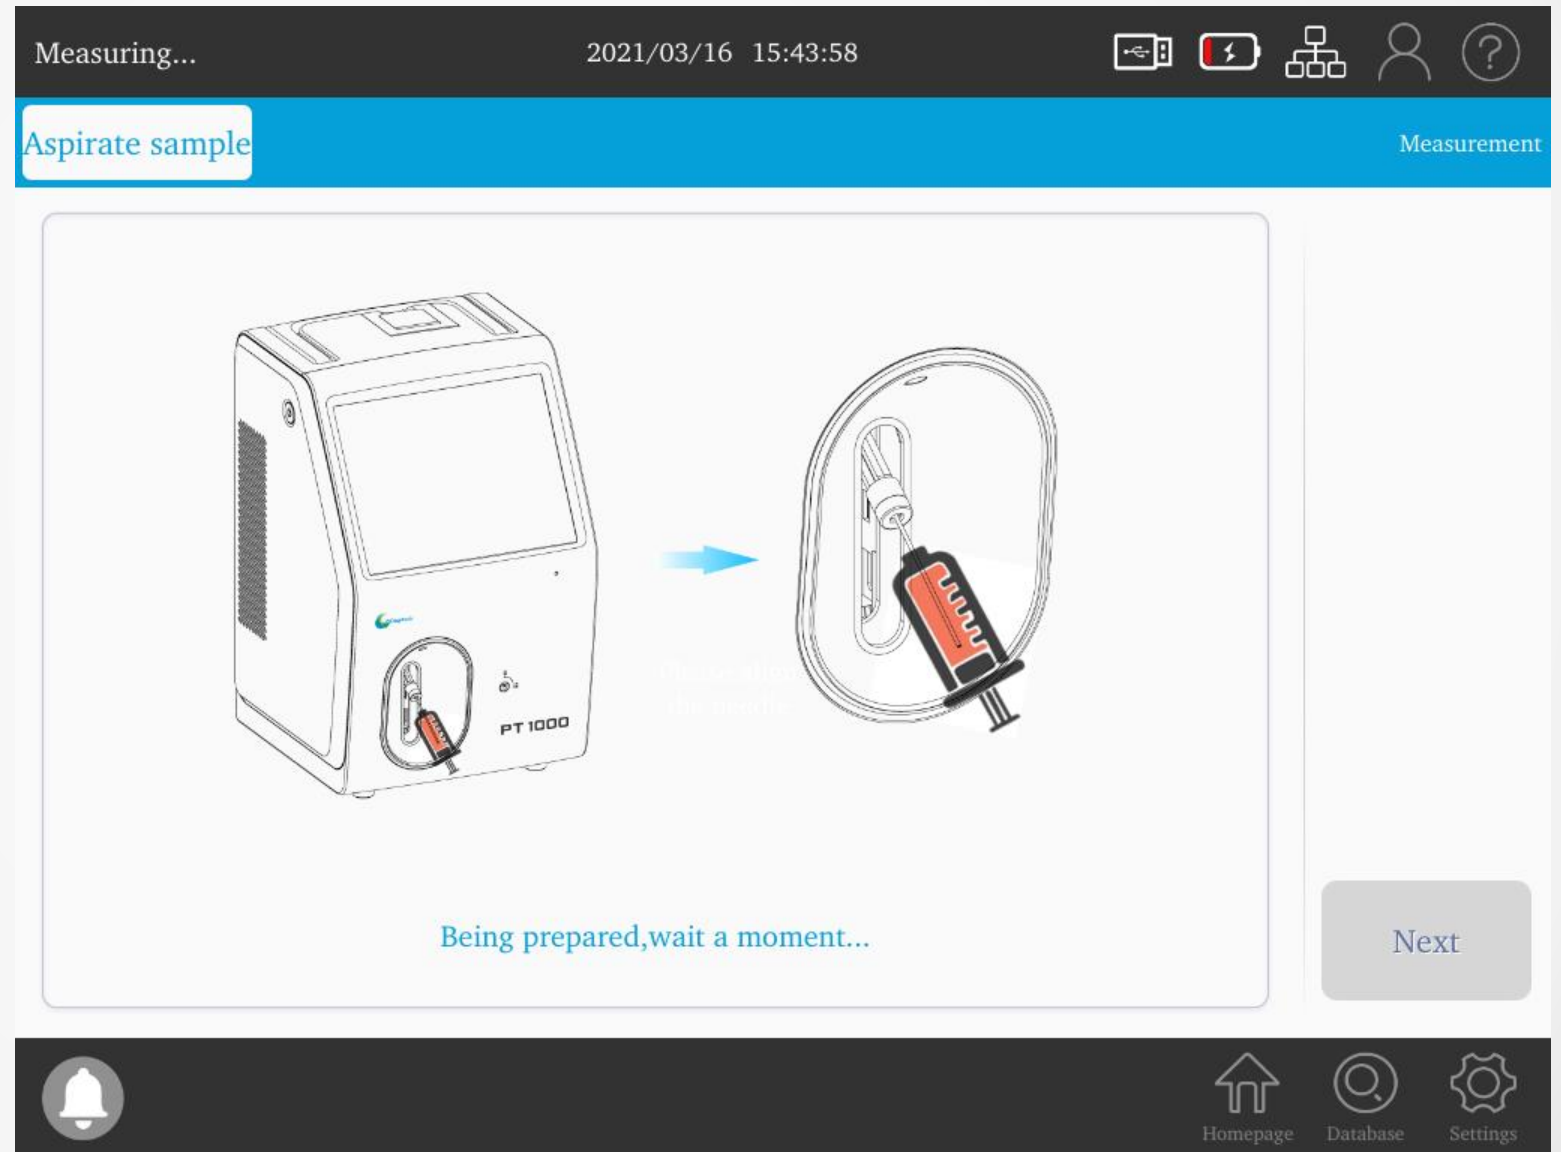 Measuring...
2021/03/16 15:43:58
Aspirate sample
Measurement
PT 1000
Being prepared,wait a moment...
Next
Homepage
Database
Settings